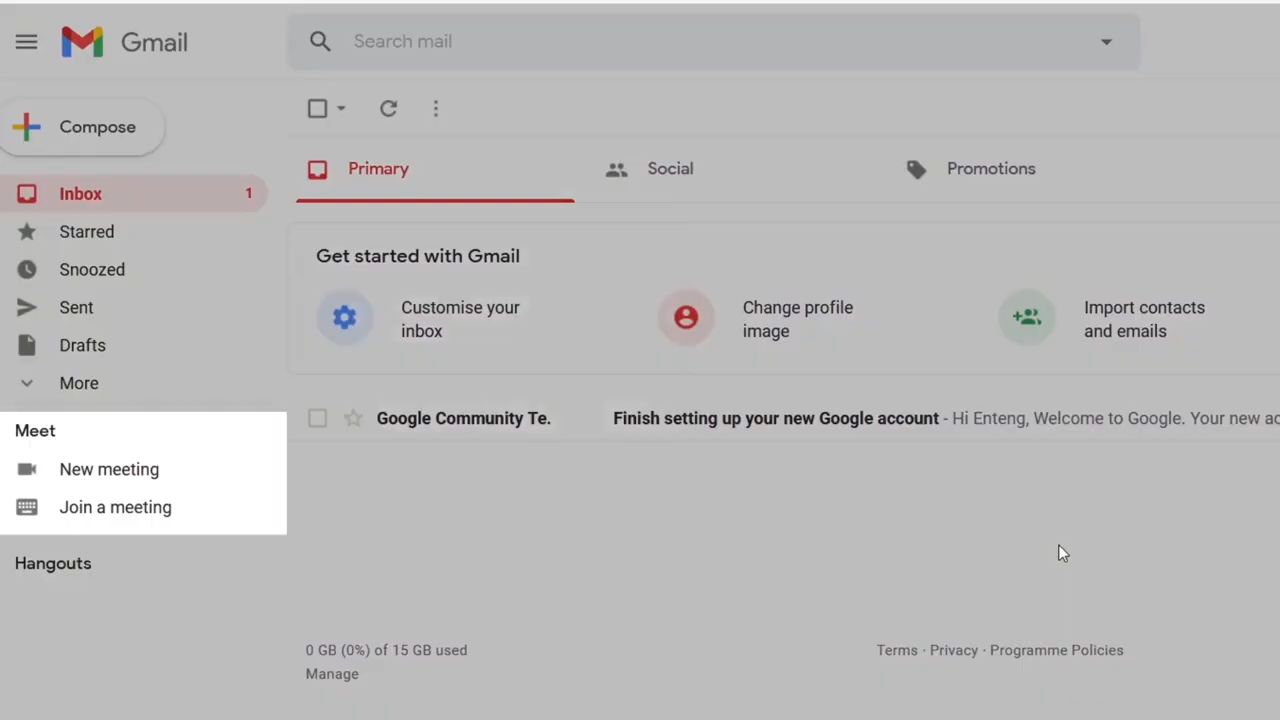 Gmail
Search mail
Compose
Inbox 1
Starred
Snoozed
Sent
Drafts
More
Meet
New meeting
Join a meeting
Hangouts
Primary
Social
Promotions
Get started with Gmail
Customise your
inbox
Change profile
image
Import contacts
and emails
Google Community Te. Finish setting up your new Google account - Hi Enteng, Welcome to Google. Your new ac
0 GB (0%) of 15 GB used
Manage
Terms · Privacy · Programme Policies